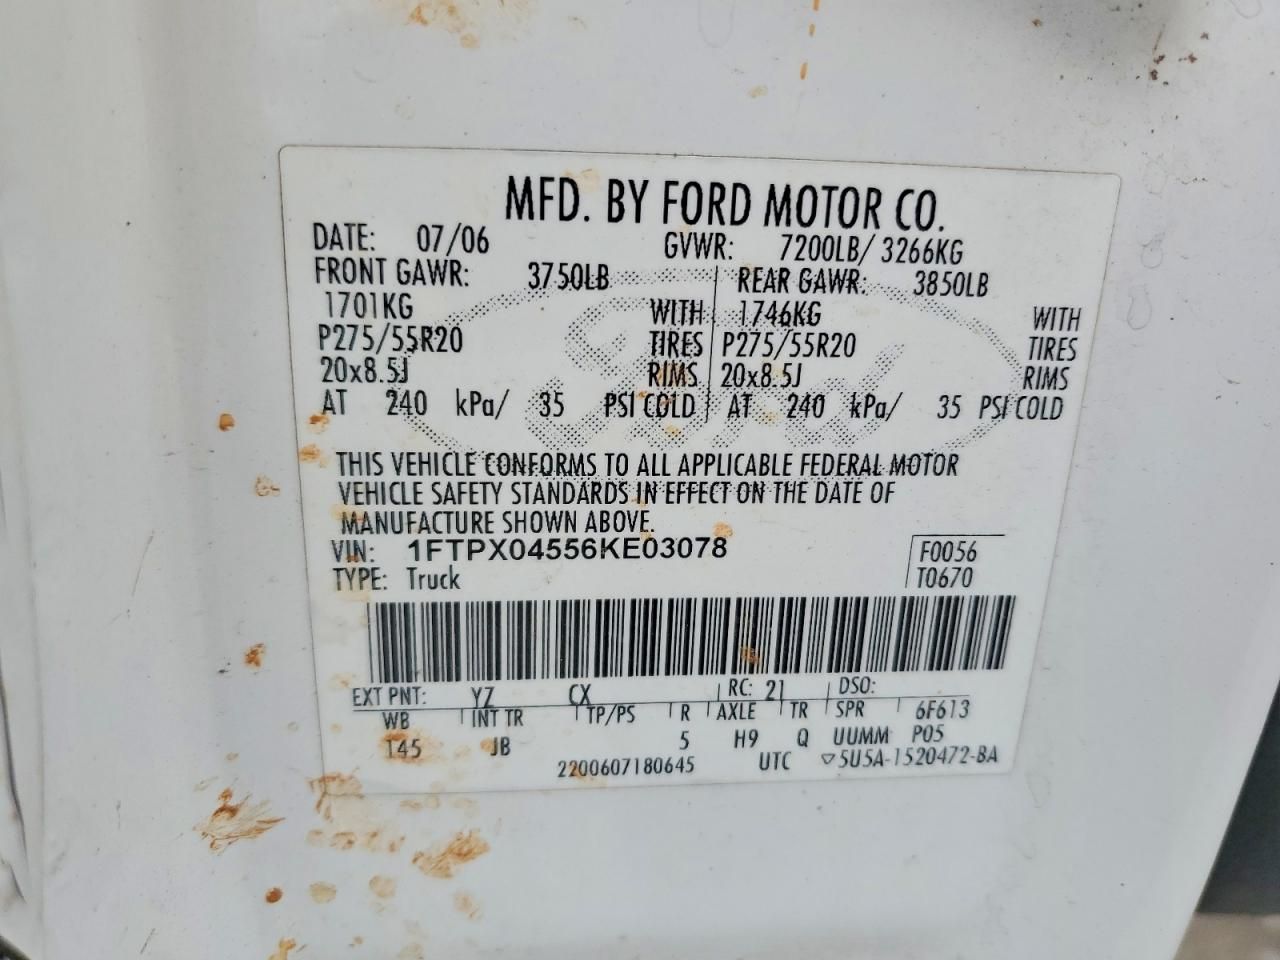 MFD. BY FORD MOTOR CO.
DATE: 07/06 GVWR: 7200LB/ 3266KG
FRONT GAWR: 3750LB REAR GAWR: 3850LB
1701KG WITH 1746KG WITH
P275/55R20 TIRES P275/55R20 TIRES
20x8.5J RIMS 20x8.5J RIMS
AT 240 kPa/ 35 PSI COLD AT 240 kPa/ 35 PSI COLD
Ford
THIS VEHICLE CONFORMS TO ALL APPLICABLE FEDERAL MOTOR
VEHICLE SAFETY STANDARDS IN EFFECT ON THE DATE OF
MANUFACTURE SHOWN ABOVE.
VIN: 1FTPX04556KE03078 F0056
TYPE: Truck T0670
EXT PNT: YZ CX RC: 21 DSO:
WB INT TR TP/PS R AXLE TR SPR 6F613
145 JB 5 H9 Q UUMM P05
2200607180645 UTC ▽5U5A-1520472-BA